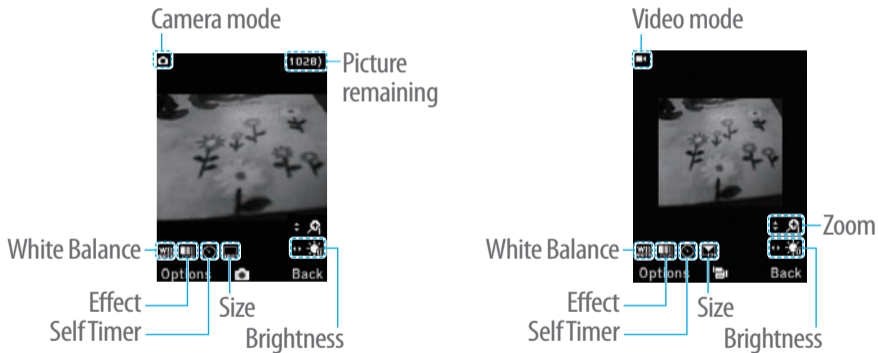 Camera mode
1028)
Picture
remaining
White Balance
Options
Back
Effect
Size
Self Timer
Brightness
Video mode
Zoom
White Balance
Options
Back
Effect
Size
Self Timer
Brightness